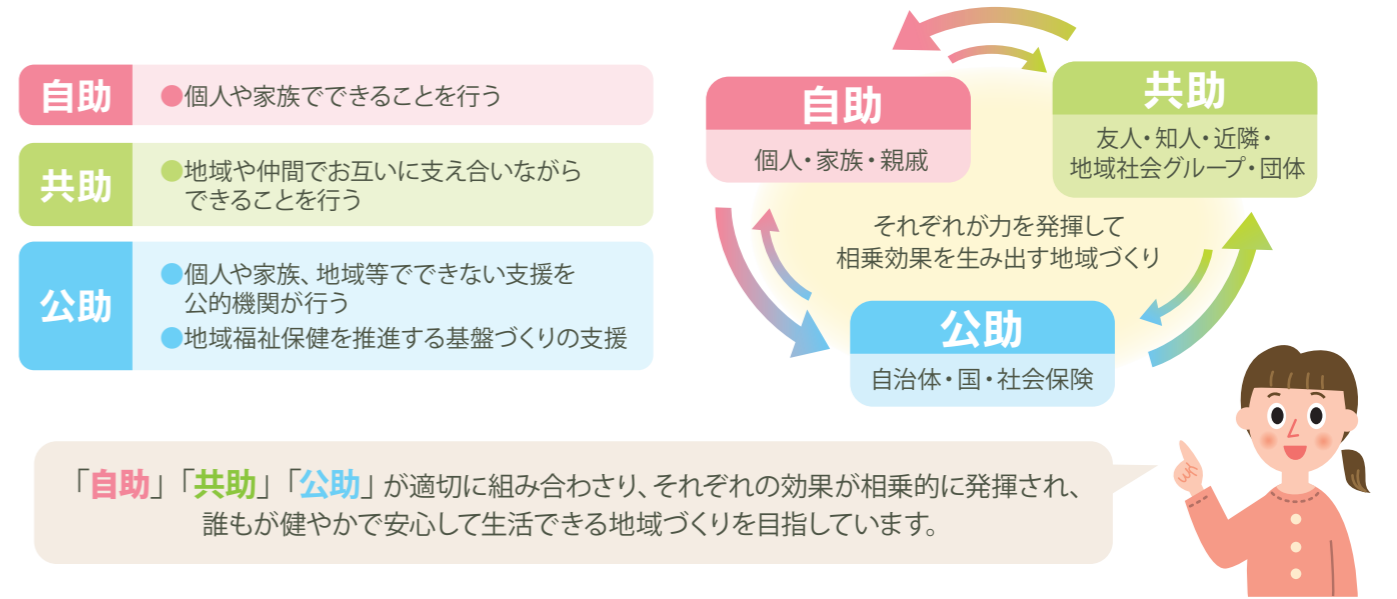 自助
●個人や家族でできることを行う
共助
●地域や仲間でお互いに支え合いながら
できることを行う
公助
●個人や家族、地域等でできない支援を
公的機関が行う
●地域福祉保健を推進する基盤づくりの支援
自助
個人・家族・親戚
共助
友人・知人・近隣・
地域社会グループ・団体
それぞれが力を発揮して
相乗効果を生み出す地域づくり
公助
自治体・国・社会保険
「自助」「共助」「公助」が適切に組み合わさり、それぞれの効果が相乗的に発揮され、
誰もが健やかで安心して生活できる地域づくりを目指しています。